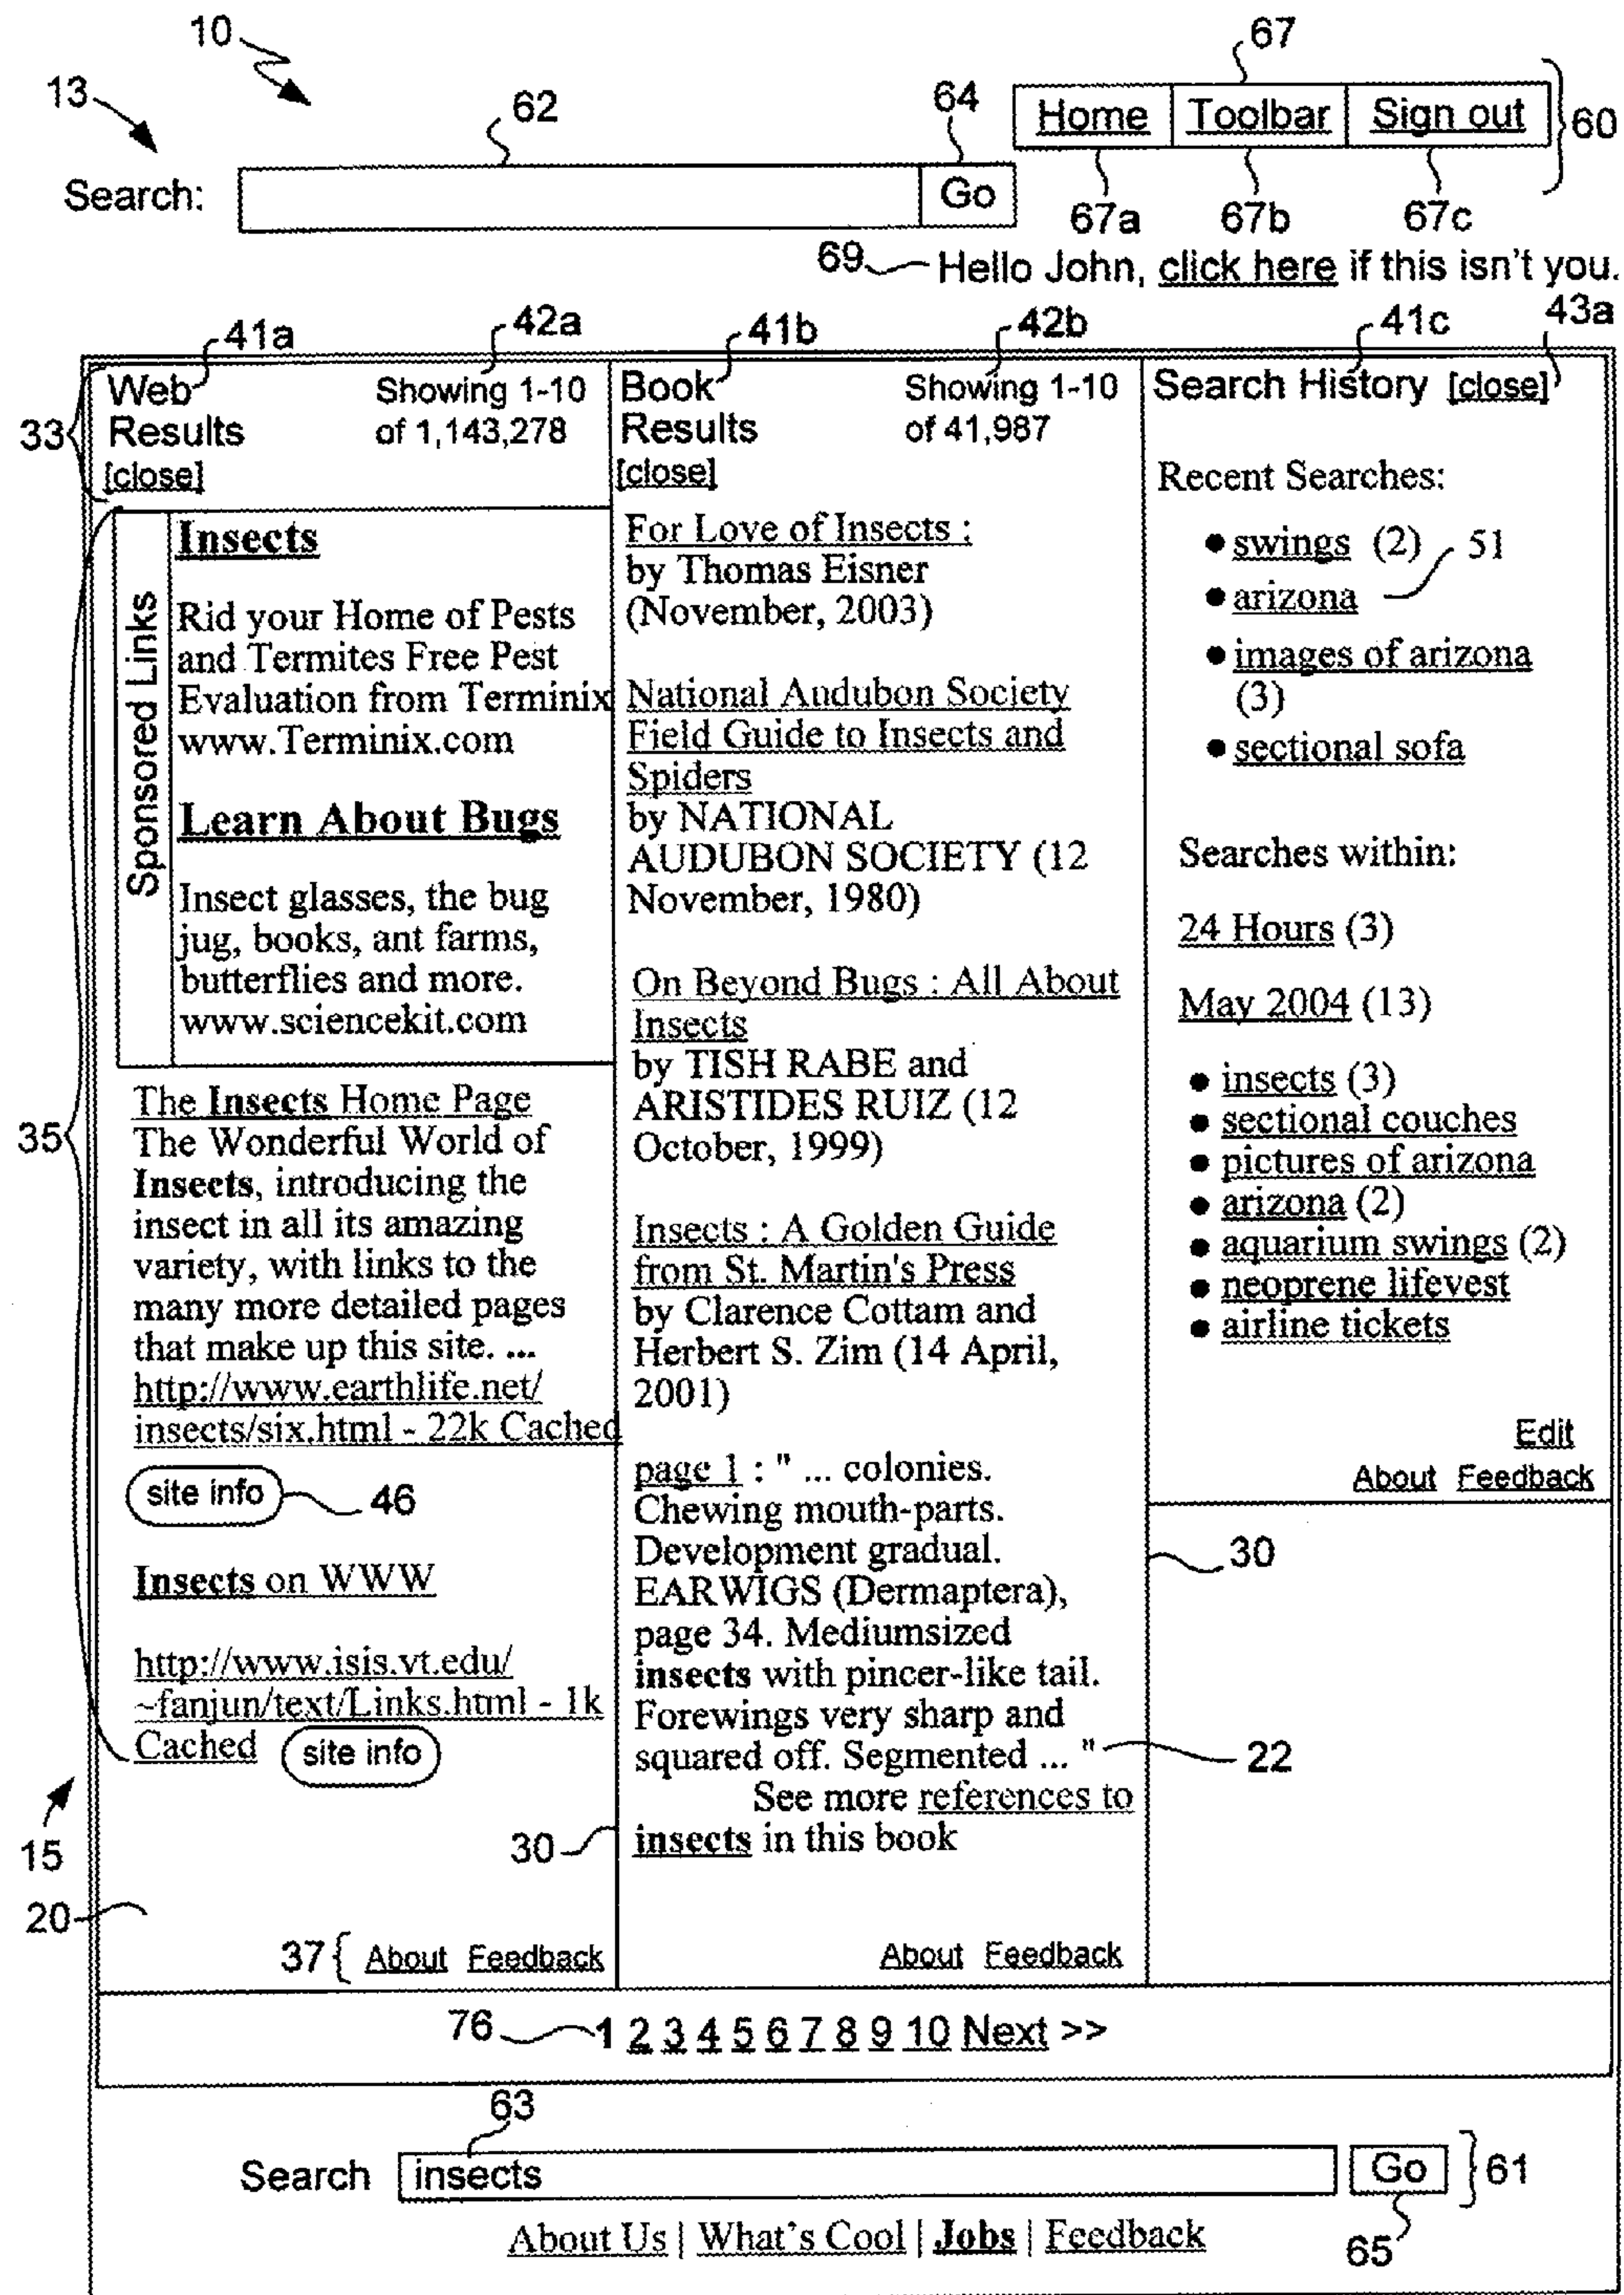 10
13
62
64
67
Home Toolbar Sign out
60
Search:
Go
67a 67b 67c
69 Hello John, click here if this isn't you.
41a 42a 41b 42b 41c 43a
33
Web
Results
[close]
Showing 1-10
of 1,143,278
35
Sponsored Links
Insects
Rid your Home of Pests
and Termites Free Pest
Evaluation from Terminix
www.Terminix.com
Learn About Bugs
Insect glasses, the bug
jug, books, ant farms,
butterflies and more.
www.sciencekit.com
The Insects Home Page
The Wonderful World of
Insects, introducing the
insect in all its amazing
variety, with links to the
many more detailed pages
that make up this site. ...
http://www.earthlife.net/
insects/six.html - 22k Cached
site info 46
Insects on WWW
http://www.isis.vt.edu/
~fanjun/text/Links.html - 1k
Cached site info
15
20
30
37 { About Feedback
Book
Results
[close]
Showing 1-10
of 41,987
For Love of Insects :
by Thomas Eisner
(November, 2003)
National Audubon Society
Field Guide to Insects and
Spiders
by NATIONAL
AUDUBON SOCIETY (12
November, 1980)
On Beyond Bugs : All About
Insects
by TISH RABE and
ARISTIDES RUIZ (12
October, 1999)
Insects : A Golden Guide
from St. Martin's Press
by Clarence Cottam and
Herbert S. Zim (14 April,
2001)
page 1 : " ... colonies.
Chewing mouth-parts.
Development gradual.
EARWIGS (Dermaptera),
page 34. Mediumsized
insects with pincer-like tail.
Forewings very sharp and
squared off. Segmented ... "
22
See more references to
insects in this book
About Feedback
Search History [close]
Recent Searches:
• swings (2)
51
• arizona
• images of arizona
(3)
• sectional sofa
Searches within:
24 Hours (3)
May 2004 (13)
• insects (3)
• sectional couches
• pictures of arizona
• arizona (2)
• aquarium swings (2)
• neoprene lifevest
• airline tickets
Edit
About Feedback
30
76 1 2 3 4 5 6 7 8 9 10 Next >>
63
Search insects Go 61
About Us | What's Cool | Jobs | Feedback
65